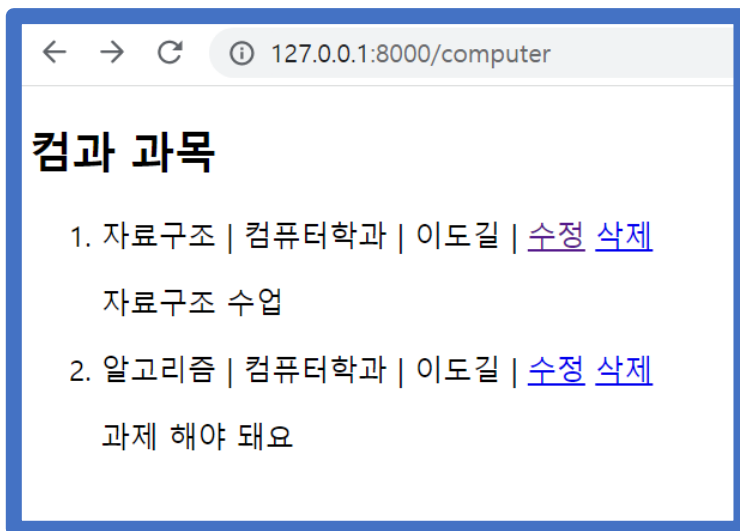 127.0.0.1:8000/computer
컴과 과목
1. 자료구조 | 컴퓨터학과 | 이도길 | 수정 삭제
자료구조 수업
2. 알고리즘 | 컴퓨터학과 | 이도길 | 수정 삭제
과제 해야 돼요